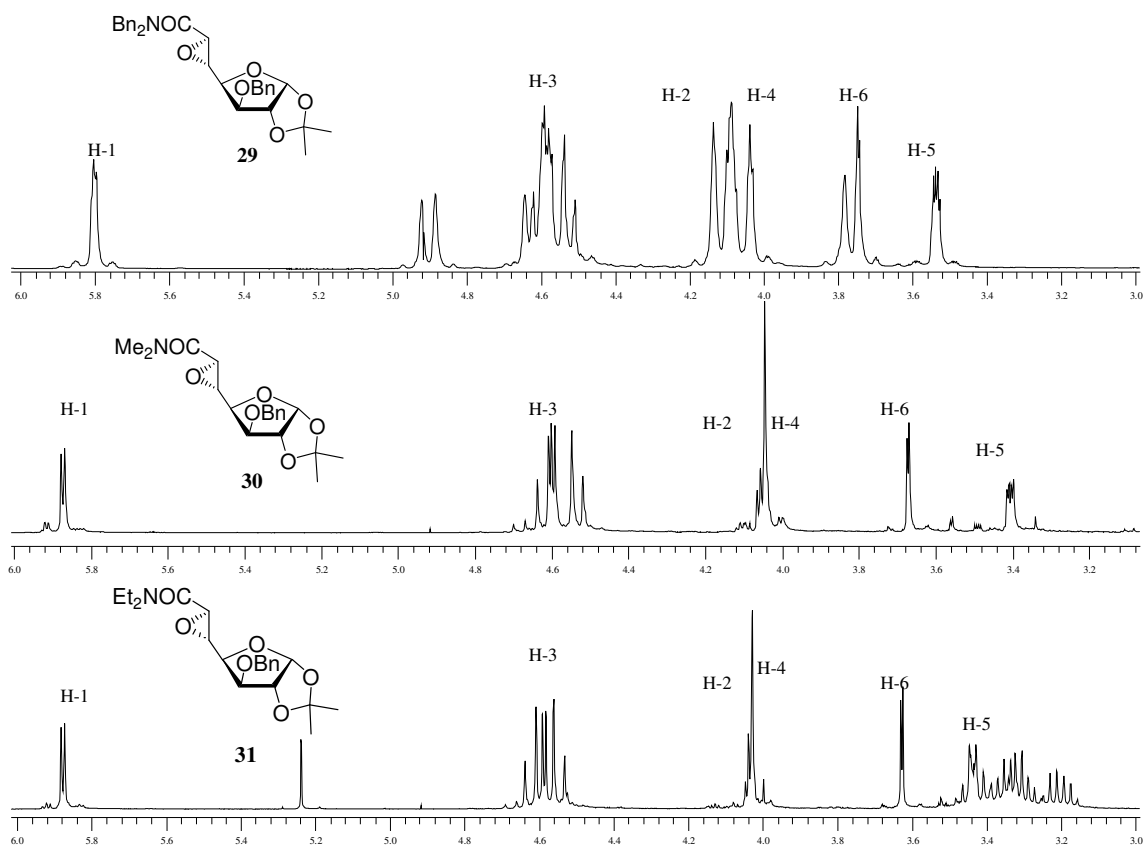 Bn2NOC
O
O
OBn
O
O
29
H-1
H-3
H-2
H-4
H-6
H-5
6.0 5.8 5.6 5.4 5.2 5.0 4.8 4.6 4.4 4.2 4.0 3.8 3.6 3.4 3.2 3.0
Me2NOC
O
O
OBn
O
O
30
H-1
H-3
H-2
H-4
H-6
H-5
6.0 5.8 5.6 5.4 5.2 5.0 4.8 4.6 4.4 4.2 4.0 3.8 3.6 3.4 3.2
Et2NOC
O
O
OBn
O
O
31
H-1
H-3
H-2
H-4
H-6
H-5
6.0 5.8 5.6 5.4 5.2 5.0 4.8 4.6 4.4 4.2 4.0 3.8 3.6 3.4 3.2 3.0